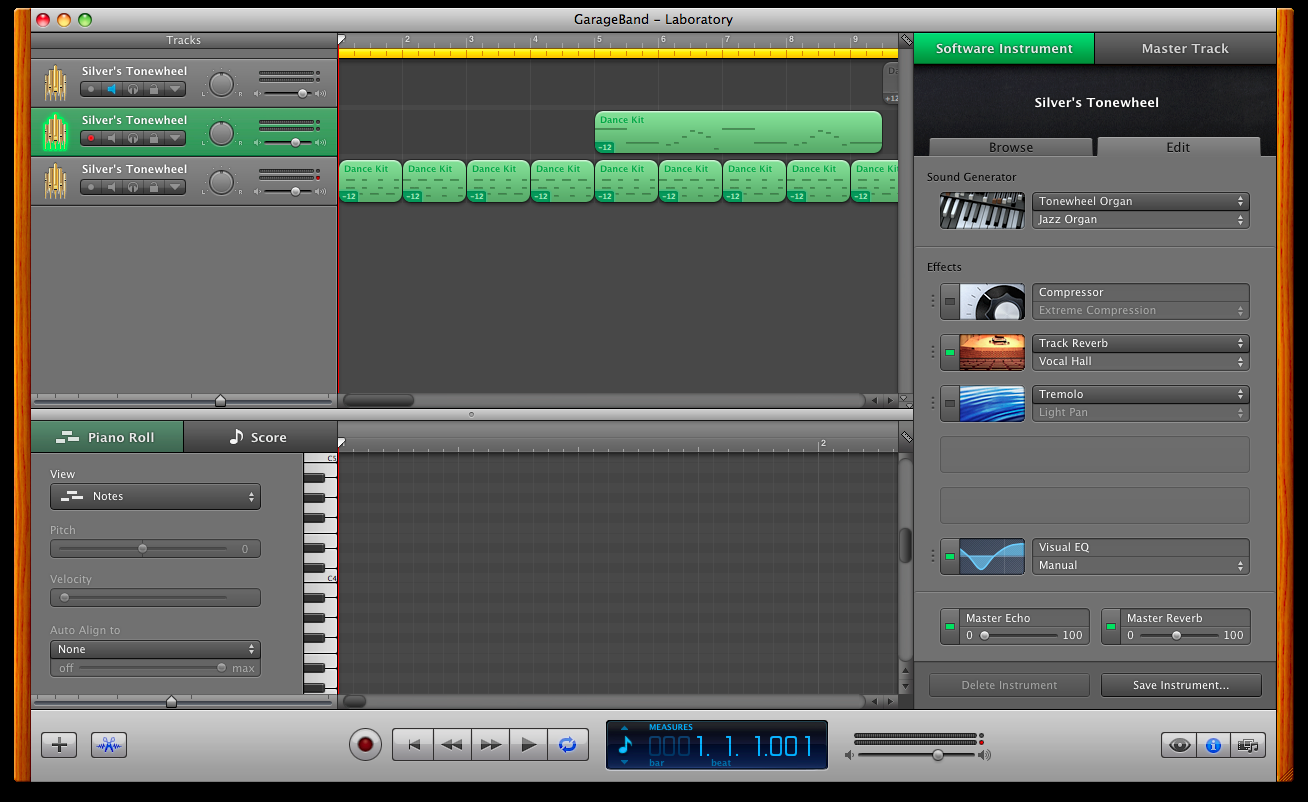 GarageBand – Laboratory
Tracks
2 3 4 5 6 7 8 9
Silver's Tonewheel
L R
Silver's Tonewheel
L R
Silver's Tonewheel
L R
+12
Dance Kit
-12
Dance Kit Dance Kit Dance Kit Dance Kit Dance Kit Dance Kit Dance Kit Dance Kit Dance Kit
-12 -12 -12 -12 -12 -12 -12 -12 -12
Software Instrument
Master Track
Silver's Tonewheel
Browse
Edit
Sound Generator
Tonewheel Organ
Jazz Organ
Effects
Compressor
Extreme Compression
Track Reverb
Vocal Hall
Tremolo
Light Pan
Visual EQ
Manual
Master Echo
0 100
Master Reverb
0 100
Delete Instrument
Save Instrument...
Piano Roll
Score
2
View
Notes
Pitch
0
Velocity
Auto Align to
None
off max
C5
C4
MEASURES
1. 1. 1.001
bar beat